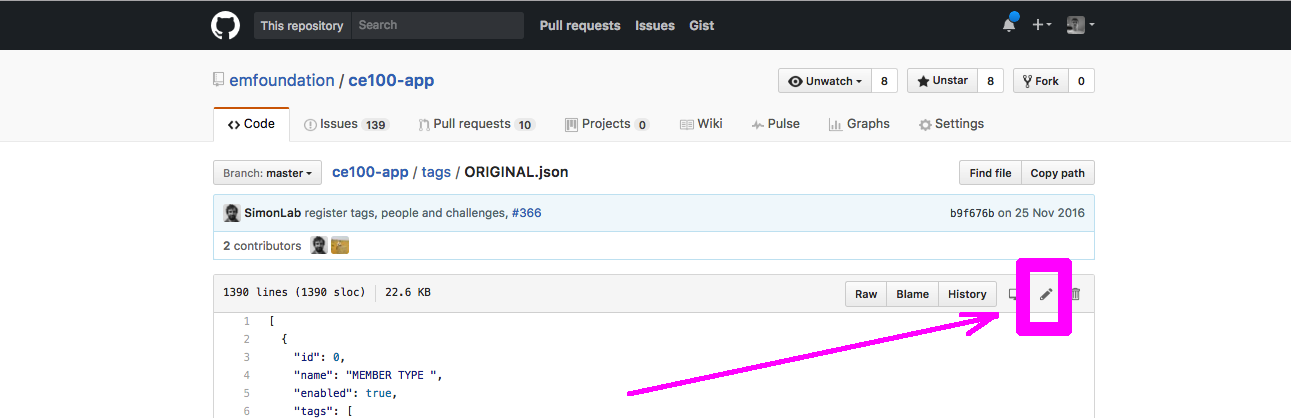 This repository Search Pull requests Issues Gist
emfoundation / ce100-app Unwatch 8 Unstar 8 Fork 0
Code Issues 139 Pull requests 10 Projects 0 Wiki Pulse Graphs Settings
Branch: master ce100-app / tags / ORIGINAL.json Find file Copy path
SimonLab register tags, people and challenges, #366 b9f676b on 25 Nov 2016
2 contributors
1390 lines (1390 sloc) 22.6 KB Raw Blame History
1 [
2 {
3 "id": 0,
4 "name": "MEMBER TYPE ",
5 "enabled": true,
6 "tags": [